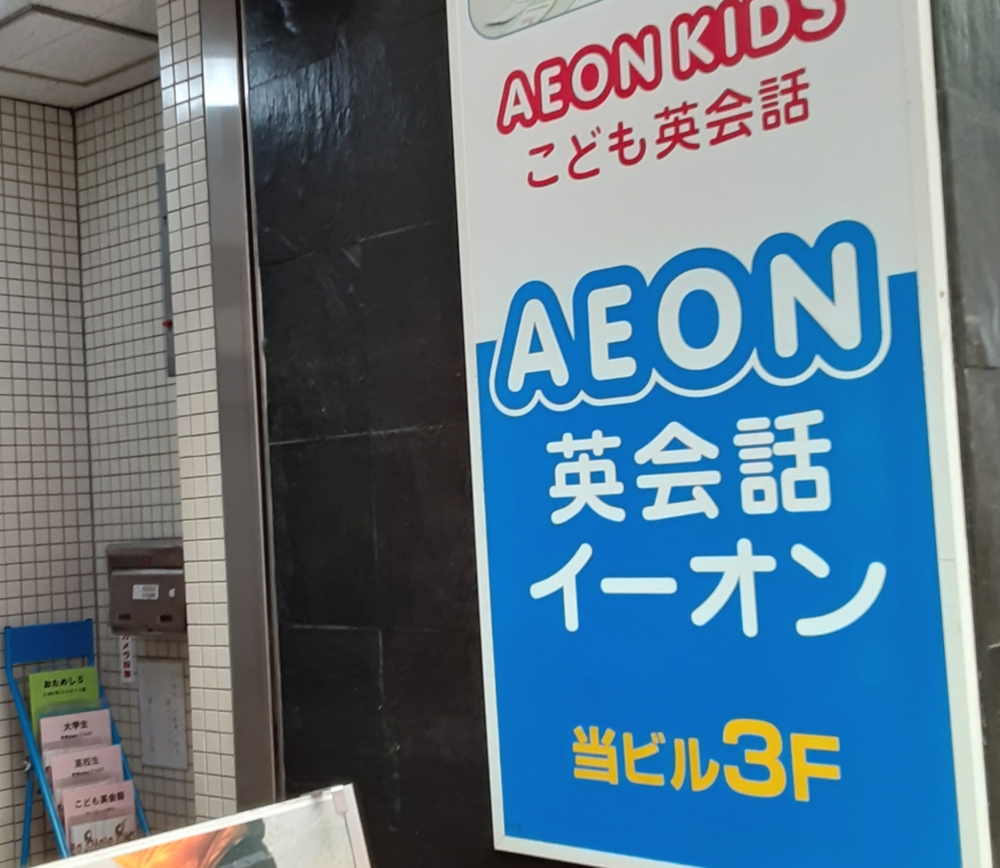 AEON KIDS
こども英会話
AEON
英会話
イーオン
当ビル3F
おためし5
大学生
高校生
こども英会話